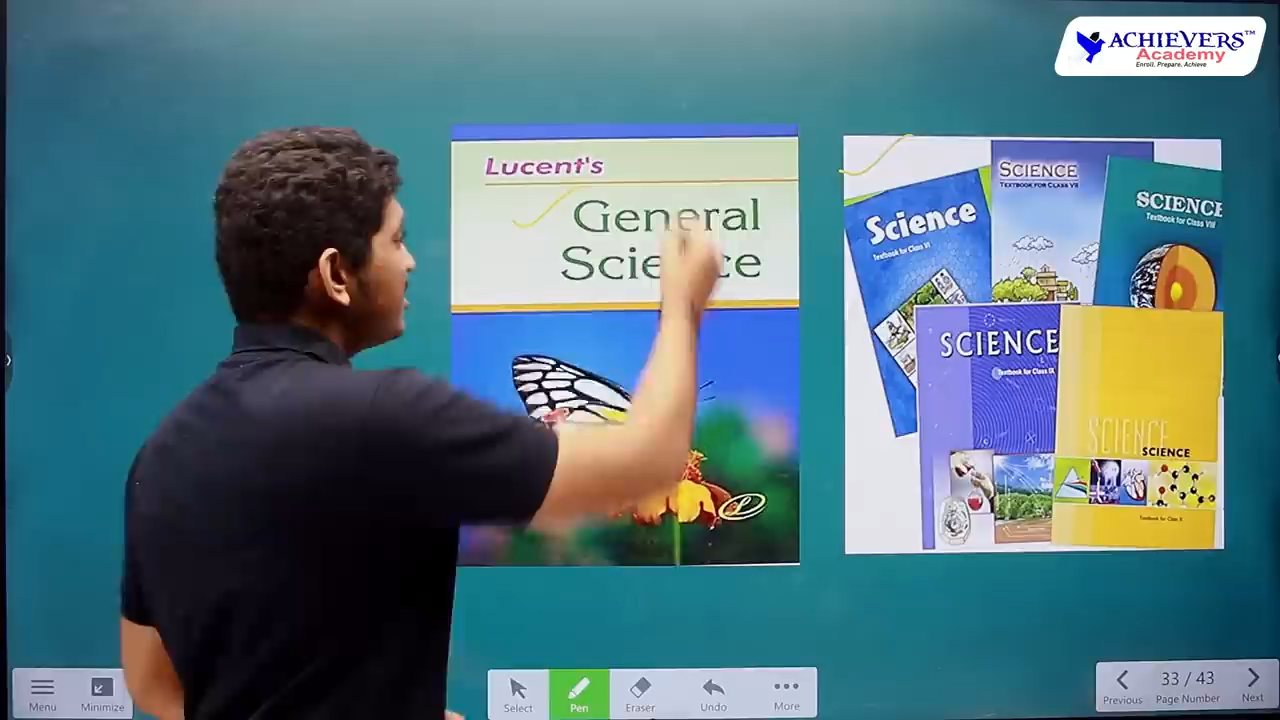 ACHIEVERS™
Academy
Enroll. Prepare. Achieve
Lucent's
General
Science
Science
Textbook for Class VI
SCIENCE
TEXTBOOK FOR CLASS VII
SCIENCE
Textbook for Class VIII
SCIENCE
Textbook for Class IX
SCIENCE
SCIENCE
Textbook for Class X
Menu
Minimize
Select
Pen
Eraser
Undo
More
Previous
33 / 43
Page Number
Next